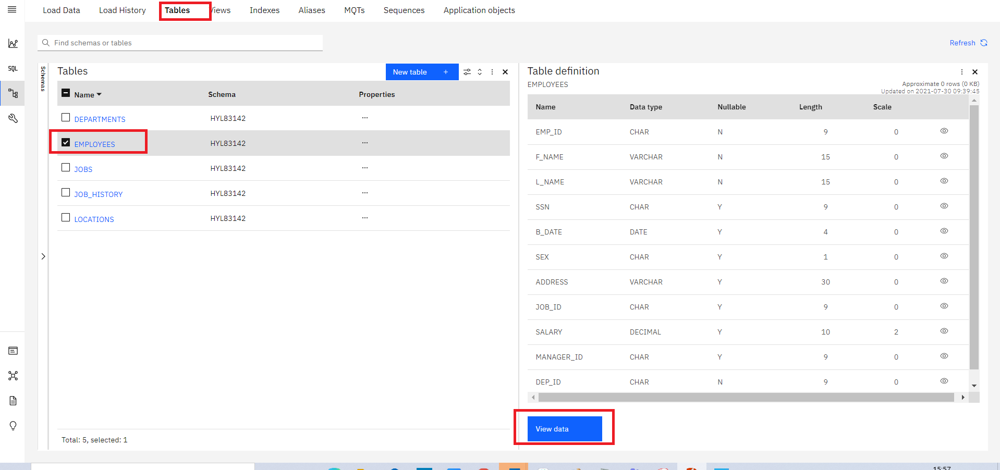 Load Data Load History Tables Views Indexes Aliases MQTs Sequences Application objects
Find schemas or tables
Refresh
SQL
Schemas
Tables
New table +
Name Schema Properties
DEPARTMENTS HYL83142 ...
EMPLOYEES HYL83142 ...
JOBS HYL83142 ...
JOB_HISTORY HYL83142 ...
LOCATIONS HYL83142 ...
Total: 5, selected: 1
Table definition
EMPLOYEES
Approximate 0 rows (0 KB)
Updated on 2021-07-30 09:39:45
Name Data type Nullable Length Scale
EMP_ID CHAR N 9 0
F_NAME VARCHAR N 15 0
L_NAME VARCHAR N 15 0
SSN CHAR Y 9 0
B_DATE DATE Y 4 0
SEX CHAR Y 1 0
ADDRESS VARCHAR Y 30 0
JOB_ID CHAR Y 9 0
SALARY DECIMAL Y 10 2
MANAGER_ID CHAR Y 9 0
DEP_ID CHAR N 9 0
View data
15:57